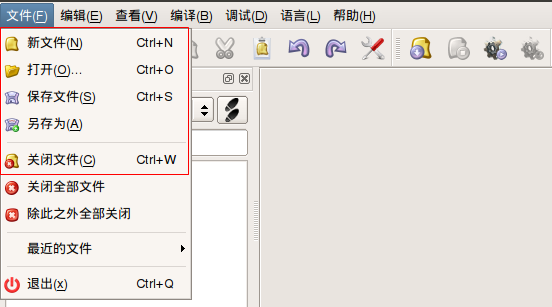 文件(F) 编辑(E) 查看(V) 编译(B) 调试(D) 语言(L) 帮助(H)
新文件(N) Ctrl+N
打开(O)... Ctrl+O
保存文件(S) Ctrl+S
另存为(A)
关闭文件(C) Ctrl+W
关闭全部文件
除此之外全部关闭
最近的文件
退出(x) Ctrl+Q